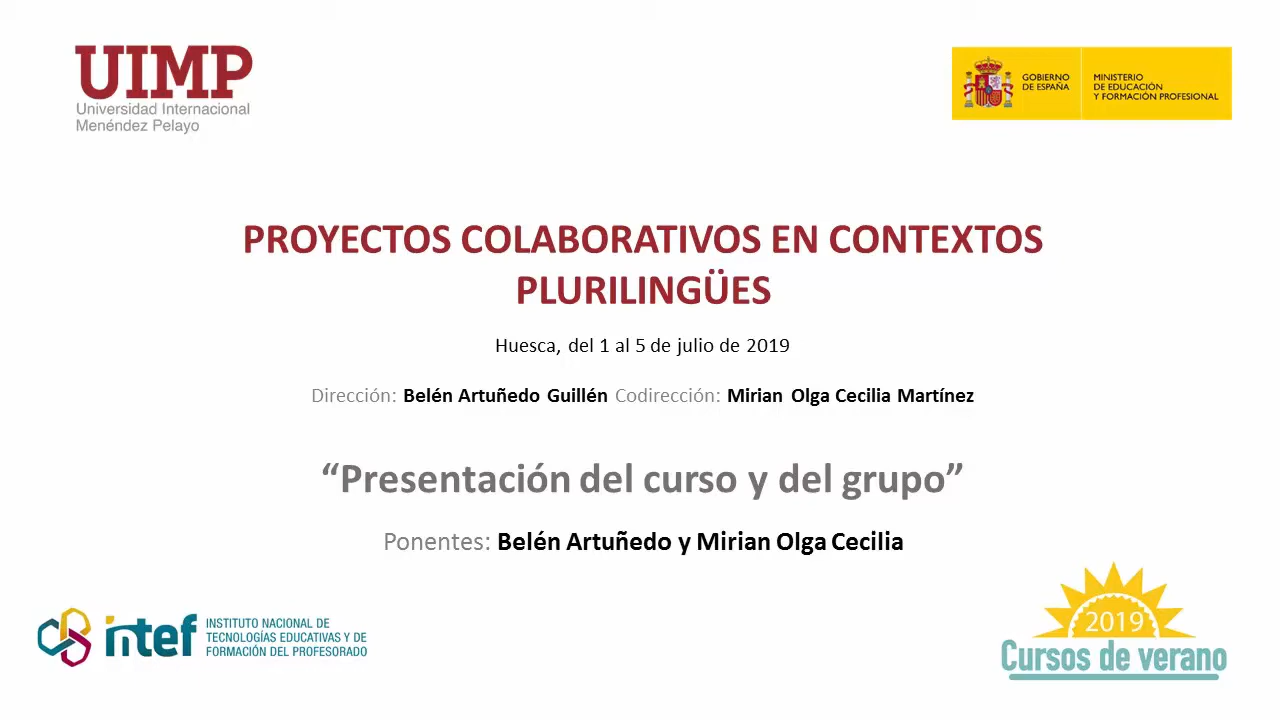 UIMP
Universidad Internacional
Menéndez Pelayo
GOBIERNO
DE ESPAÑA
MINISTERIO
DE EDUCACIÓN
Y FORMACIÓN PROFESIONAL
PROYECTOS COLABORATIVOS EN CONTEXTOS
PLURILINGÜES
Huesca, del 1 al 5 de julio de 2019
Dirección: Belén Artuñedo Guillén Codirección: Mirian Olga Cecilia Martínez
“Presentación del curso y del grupo”
Ponentes: Belén Artuñedo y Mirian Olga Cecilia
intef
INSTITUTO NACIONAL DE
TECNOLOGÍAS EDUCATIVAS Y DE
FORMACIÓN DEL PROFESORADO
2019
Cursos de verano